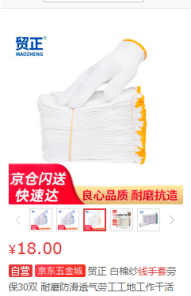 贸正
MAOZHENG
京仓闪送
快速达
良心品质 耐磨抗造
¥18.00
自营 京东五金城 贸正 白棉纱线手套劳
保30双 耐磨防滑透气劳工工地工作干活